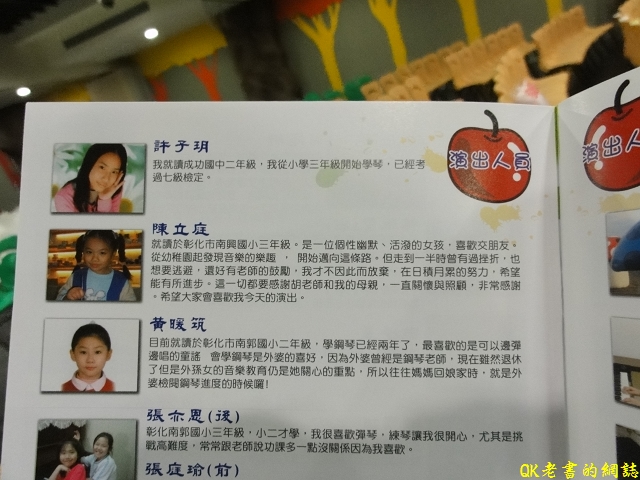 演出人員
演出人員
許子玥
我就讀成功國中二年級，我從小學三年級開始學琴，已經考
過七級檢定。
陳立庭
就讀於彰化市南興國小三年級。是一位個性幽默、活潑的女孩，喜歡交朋友。
從幼稚園起發現音樂的樂趣，開始邁向這條路。但走到一半時曾有過挫折，也
想要逃避，還好有老師的鼓勵，我才不因此而放棄，在日積月累的努力，希望
能有所進步。這一切都要感謝胡老師和我的母親，一直關懷與照顧，非常感謝
。希望大家會喜歡我今天的演出。
黃暖筑
目前就讀於彰化市南郭國小二年級，學鋼琴已經兩年了，最喜歡的是可以邊彈
邊唱的童謠 會學鋼琴是外婆的喜好，因為外婆曾經是鋼琴老師，現在雖然退休
了但是外孫女的音樂教育仍是她關心的重點，所以往往媽媽回娘家時，就是外
婆檢閱鋼琴進度的時候囉!
張亦恩(後)
彰化南郭國小三年級，小二才學，我很喜歡彈琴，練琴讓我很開心，尤其是挑
戰高難度，常常跟老師說功課多一點沒關係因為我喜歡。
張庭瑜(前)
QK老書的網誌